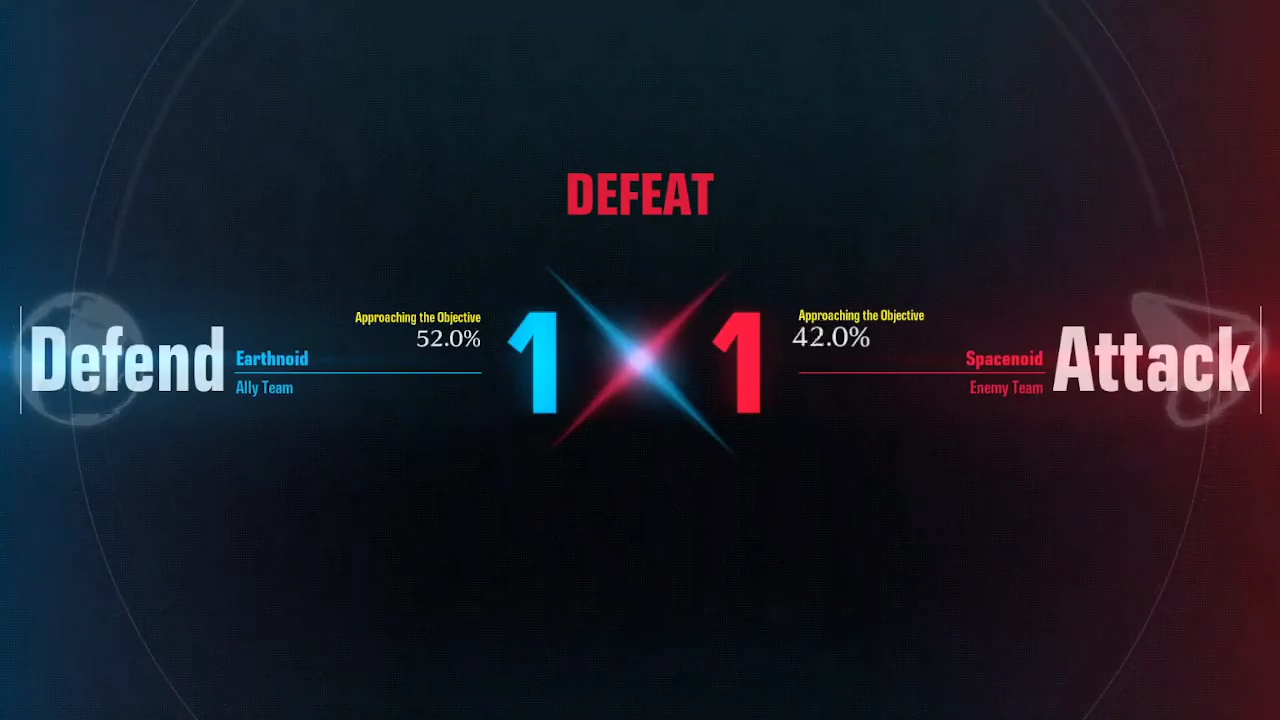 DEFEAT
Approaching the Objective
52.0%
1
1
Approaching the Objective
42.0%
Defend
Earthnoid
Ally Team
Spacenoid
Enemy Team
Attack